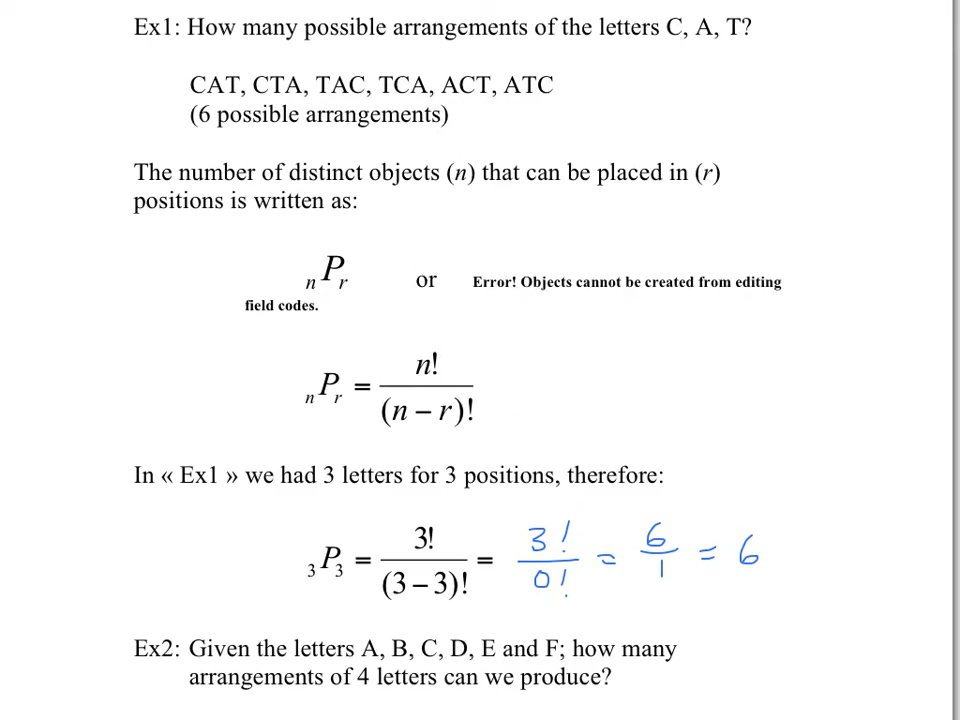 Ex1: How many possible arrangements of the letters C, A, T?
CAT, CTA, TAC, TCA, ACT, ATC
(6 possible arrangements)
The number of distinct objects (n) that can be placed in (r)
positions is written as:
nPr or Error! Objects cannot be created from editing
field codes.
nPr = n! / (n − r)!
In « Ex1 » we had 3 letters for 3 positions, therefore:
3P3 = 3! / (3 − 3)! = 3! / 0! = 6 / 1 = 6
Ex2: Given the letters A, B, C, D, E and F; how many
arrangements of 4 letters can we produce?